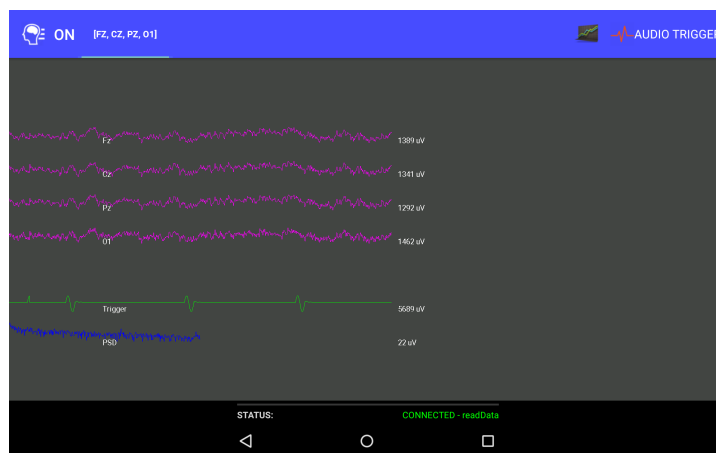 ON [FZ, CZ, PZ, O1] AUDIO TRIGGER
Fz 1389 uV
Cz 1341 uV
Pz 1292 uV
O1 1462 uV
Trigger 5689 uV
PSD 22 uV
STATUS: CONNECTED - readData